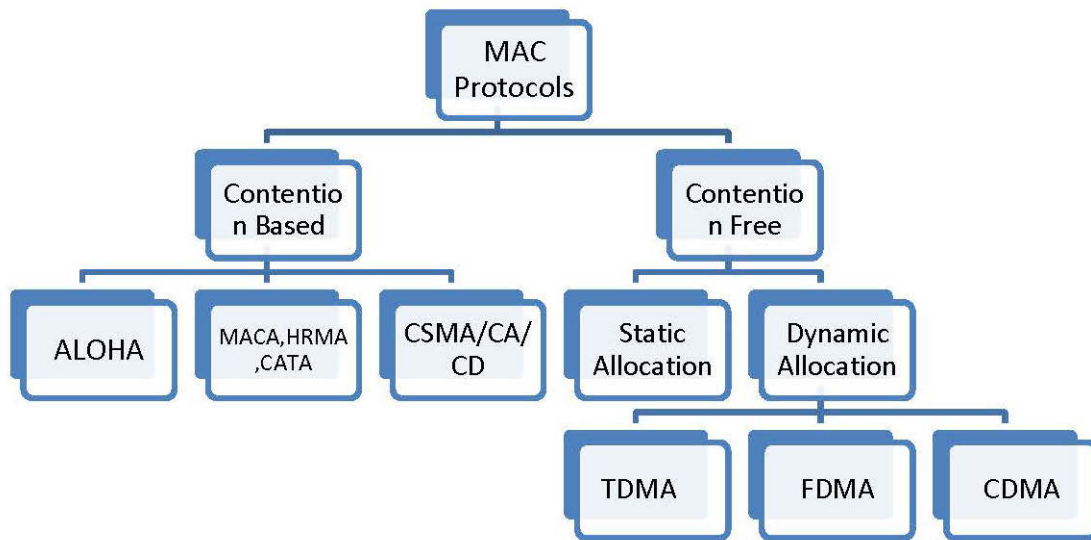 MAC
Protocols
Contentio
n Based
Contentio
n Free
ALOHA
MACA,HRMA
,CATA
CSMA/CA/
CD
Static
Allocation
Dynamic
Allocation
TDMA
FDMA
CDMA